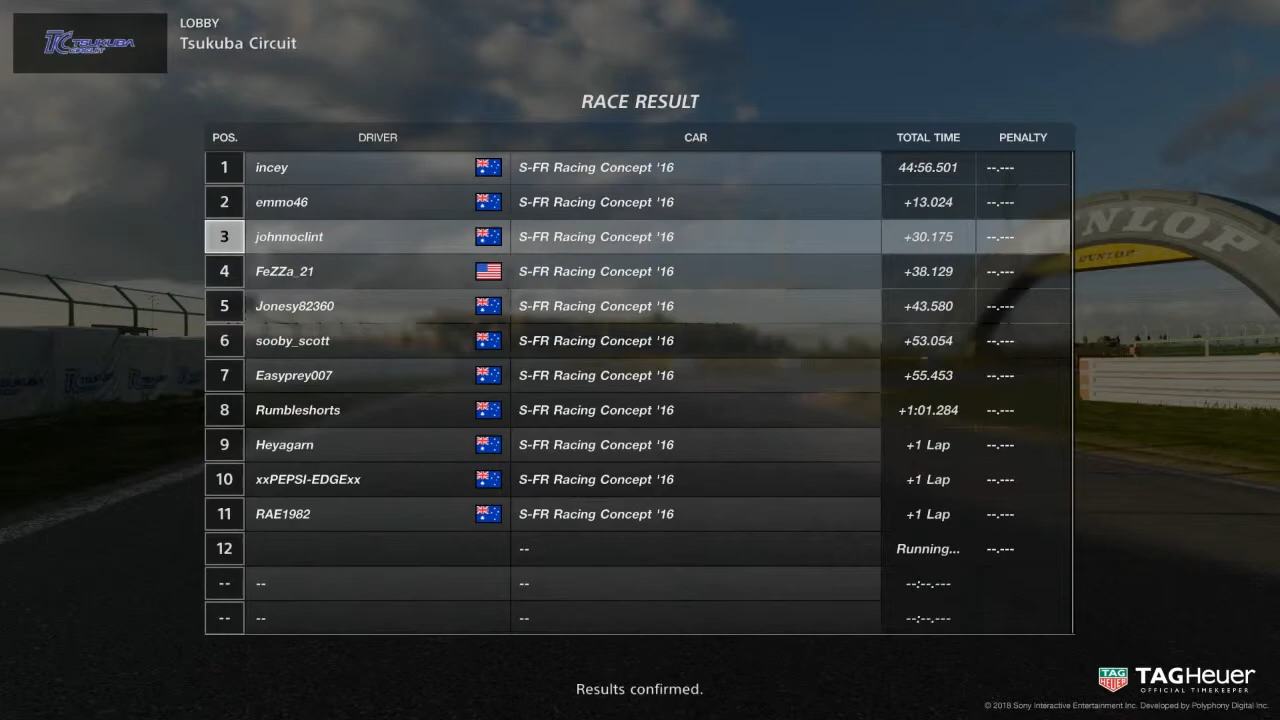 TC TSUKUBA CIRCUIT
LOBBY
Tsukuba Circuit
RACE RESULT
POS. DRIVER CAR TOTAL TIME PENALTY
1 incey S-FR Racing Concept '16 44:56.501 --.---
2 emmo46 S-FR Racing Concept '16 +13.024 --.---
3 johnnoclint S-FR Racing Concept '16 +30.175 --.---
4 FeZZa_21 S-FR Racing Concept '16 +38.129 --.---
5 Jonesy82360 S-FR Racing Concept '16 +43.580 --.---
6 sooby_scott S-FR Racing Concept '16 +53.054 --.---
7 Easyprey007 S-FR Racing Concept '16 +55.453 --.---
8 Rumbleshorts S-FR Racing Concept '16 +1:01.284 --.---
9 Heyagarn S-FR Racing Concept '16 +1 Lap --.---
10 xxPEPSI-EDGExx S-FR Racing Concept '16 +1 Lap --.---
11 RAE1982 S-FR Racing Concept '16 +1 Lap --.---
12 -- Running... --.---
-- -- -- --:--.---
-- -- -- --:--.---
DUNLOP
Results confirmed.
TAG HEUER TAGHeuer
OFFICIAL TIMEKEEPER
© 2018 Sony Interactive Entertainment Inc. Developed by Polyphony Digital Inc.